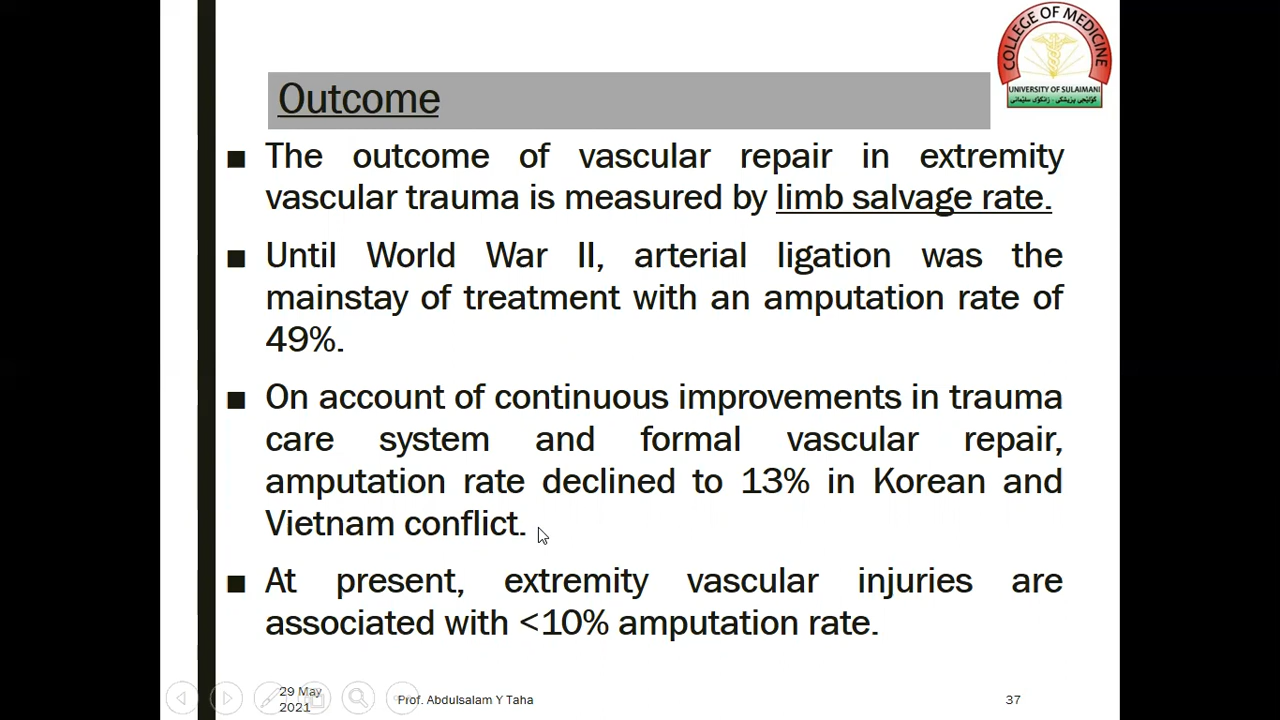 COLLEGE OF MEDICINE
UNIVERSITY OF SULAIMANI
كۆلێجی پزیشكی - زانكۆی سلێمانی
Outcome
■ The outcome of vascular repair in extremity
vascular trauma is measured by limb salvage rate.
■ Until World War II, arterial ligation was the
mainstay of treatment with an amputation rate of
49%.
■ On account of continuous improvements in trauma
care system and formal vascular repair,
amputation rate declined to 13% in Korean and
Vietnam conflict.
■ At present, extremity vascular injuries are
associated with <10% amputation rate.
29 May
2021
Prof. Abdulsalam Y Taha
37